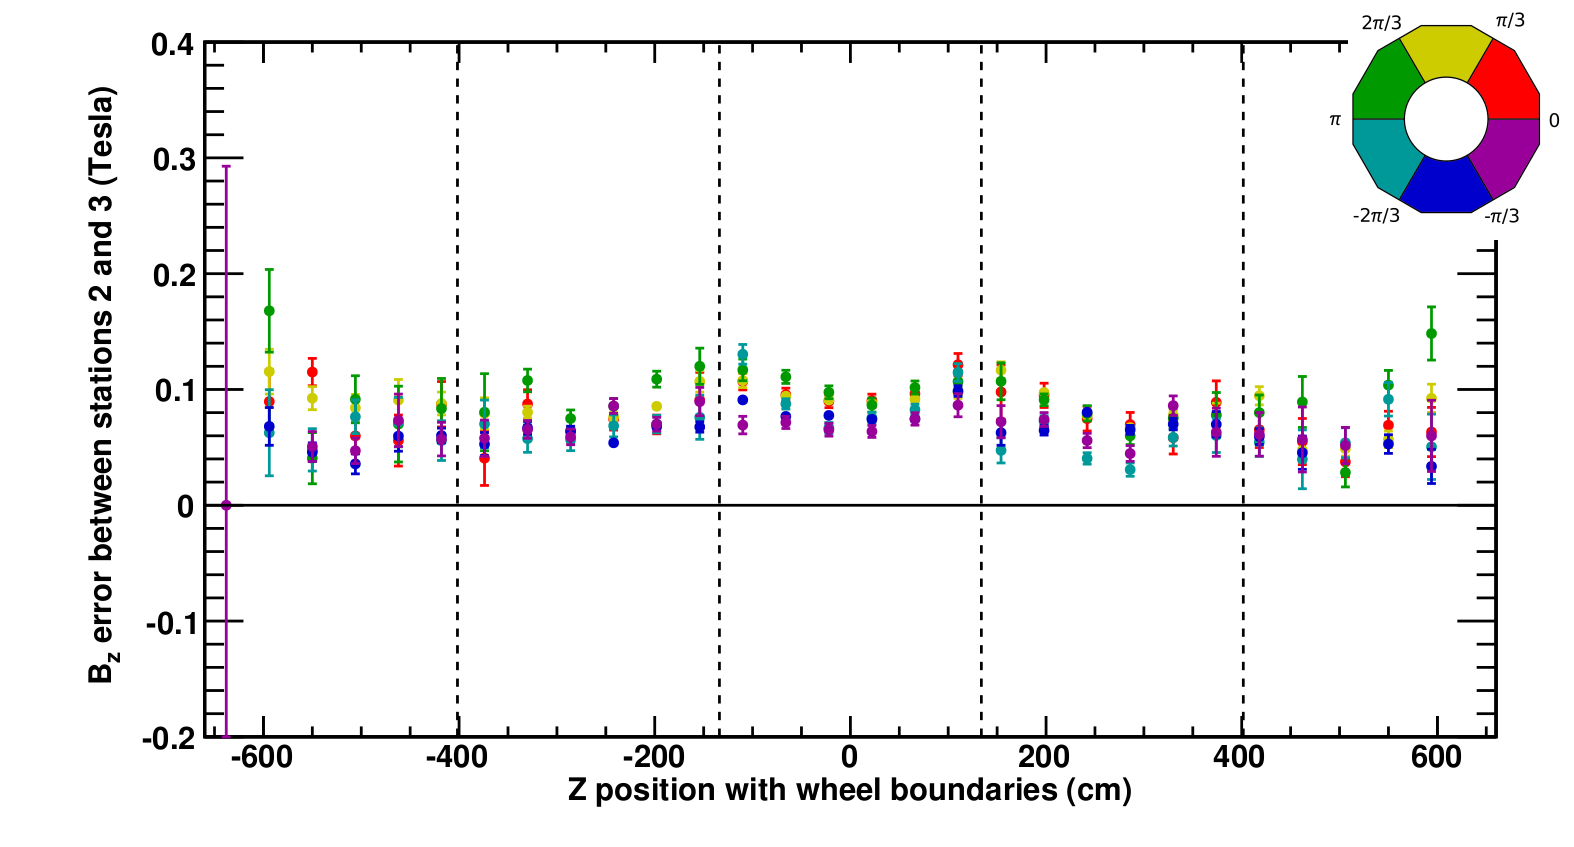 0.4
0.3
0.2
0.1
0
-0.1
-0.2
Bz error between stations 2 and 3 (Tesla)
-600 -400 -200 0 200 400 600
Z position with wheel boundaries (cm)
2π/3 π/3
π 0
-2π/3 -π/3